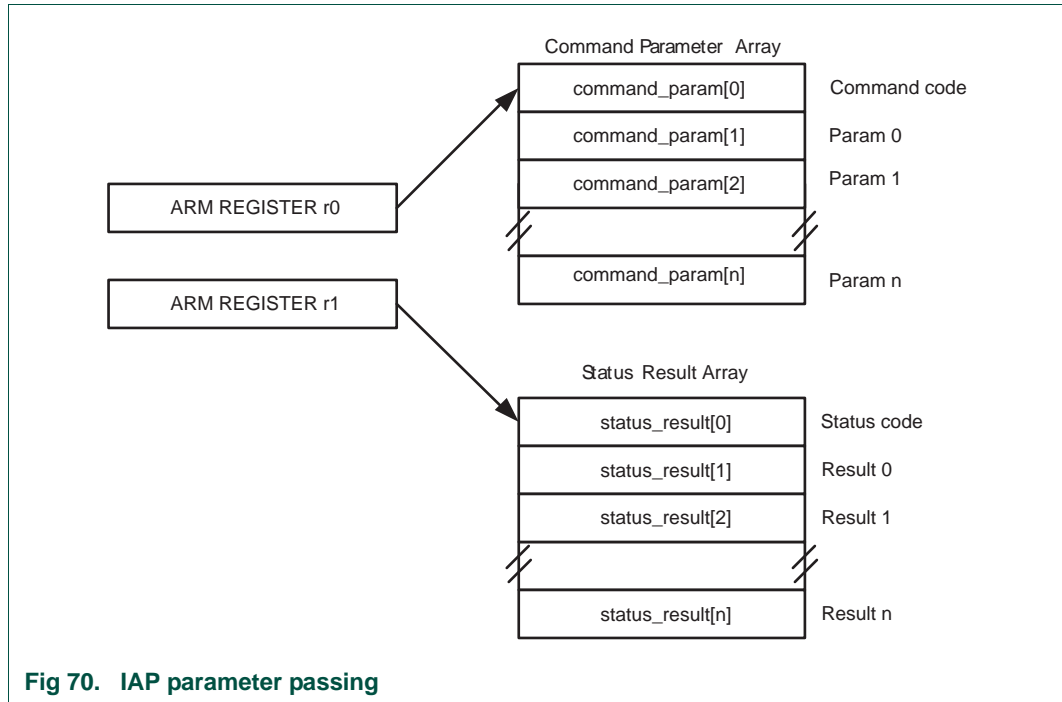 Command Parameter Array
command_param[0] Command code
command_param[1] Param 0
command_param[2] Param 1
ARM REGISTER r0
command_param[n] Param n
ARM REGISTER r1
Status Result Array
status_result[0] Status code
status_result[1] Result 0
status_result[2] Result 1
status_result[n] Result n
Fig 70. IAP parameter passing